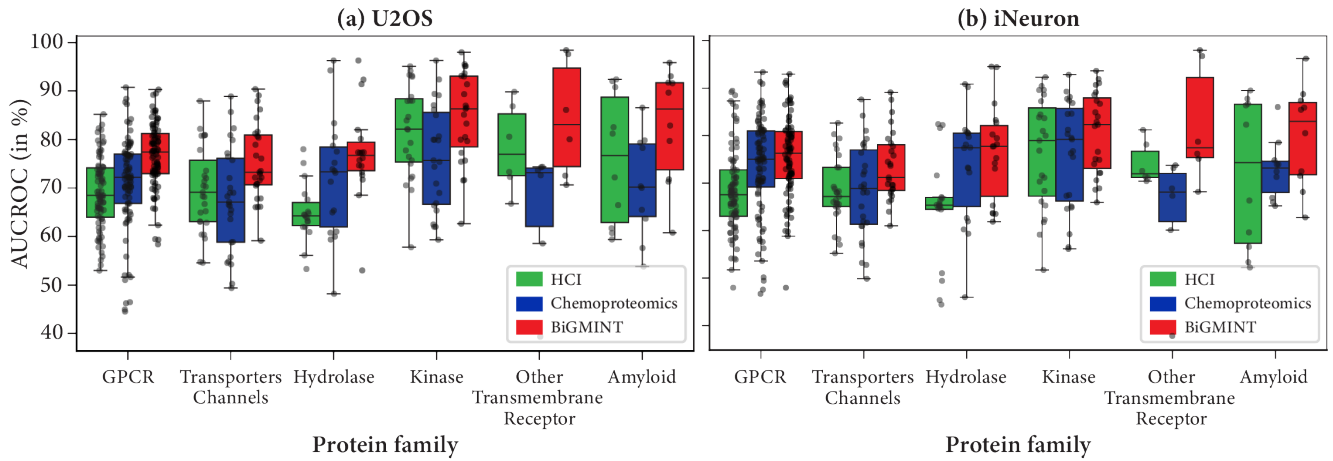 (a) U2OS
(b) iNeuron
AUCROC (in %)
100
90
80
70
60
50
40
HCI
Chemoproteomics
BiGMINT
HCI
Chemoproteomics
BiGMINT
GPCR
Transporters
Channels
Hydrolase
Kinase
Other
Transmembrane
Receptor
Amyloid
GPCR
Transporters
Channels
Hydrolase
Kinase
Other
Transmembrane
Receptor
Amyloid
Protein family
Protein family